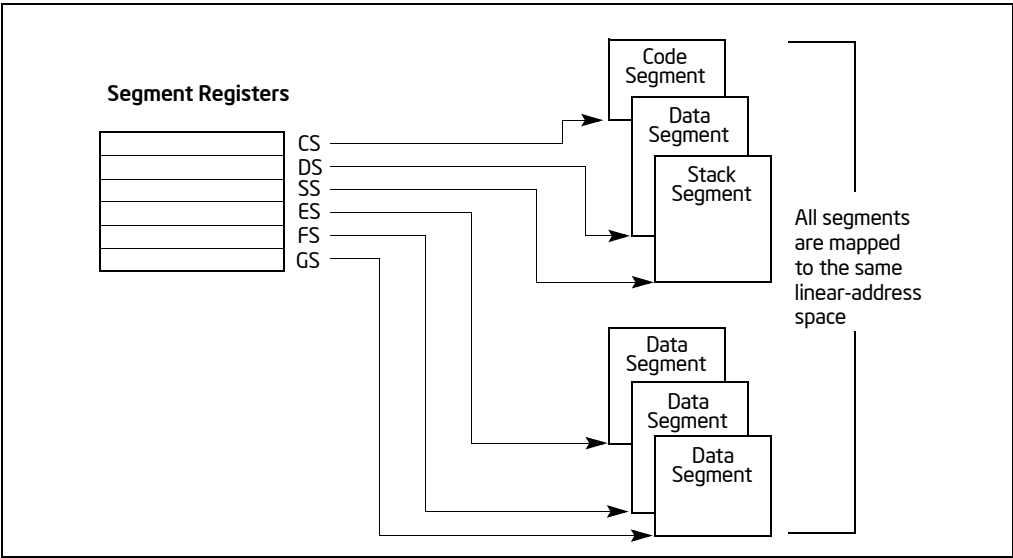 Segment Registers
CS
DS
SS
ES
FS
GS
Code
Segment
Data
Segment
Stack
Segment
Data
Segment
Data
Segment
Data
Segment
All segments
are mapped
to the same
linear-address
space